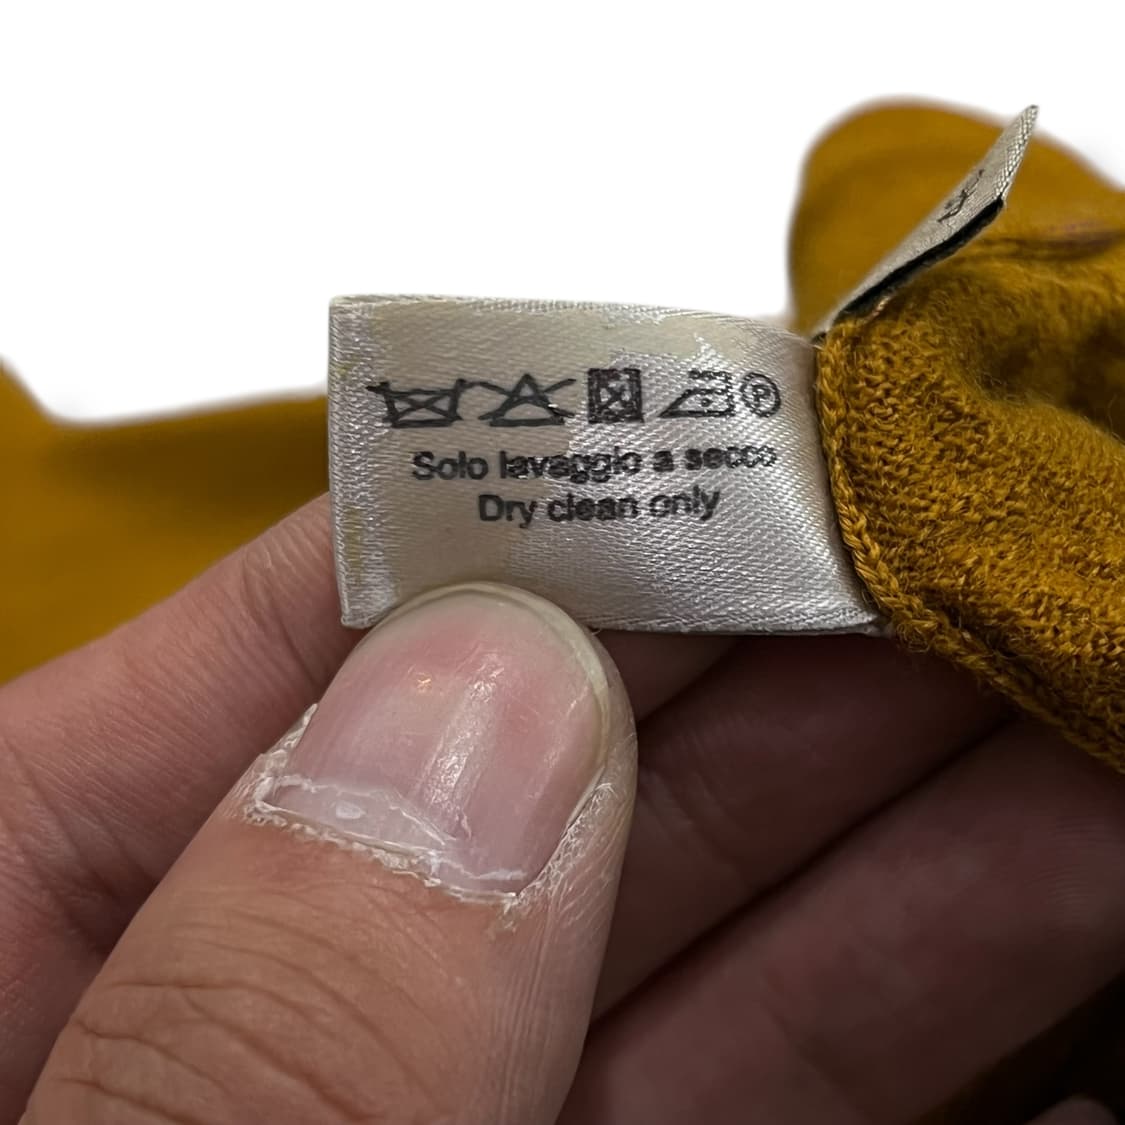 P
Solo lavaggio a secco
Dry clean only